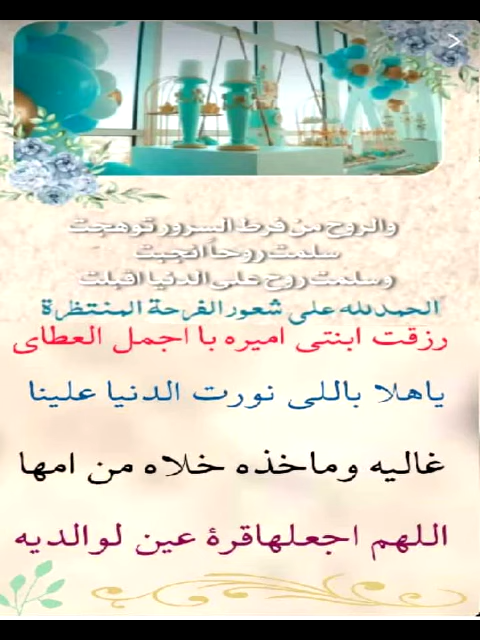 والروح من فرط السرور توهجت
سلمت روحاً انجبت
وسلمت روح على الدنيا اقبلت
الحمدلله على شعور الفرحة المنتظرة
رزقت ابنتى اميره با اجمل العطاى
ياهلا باللى نورت الدنيا علينا
غاليه وماخذه خلاه من امها
اللهم اجعلهاقرة عين لوالديه